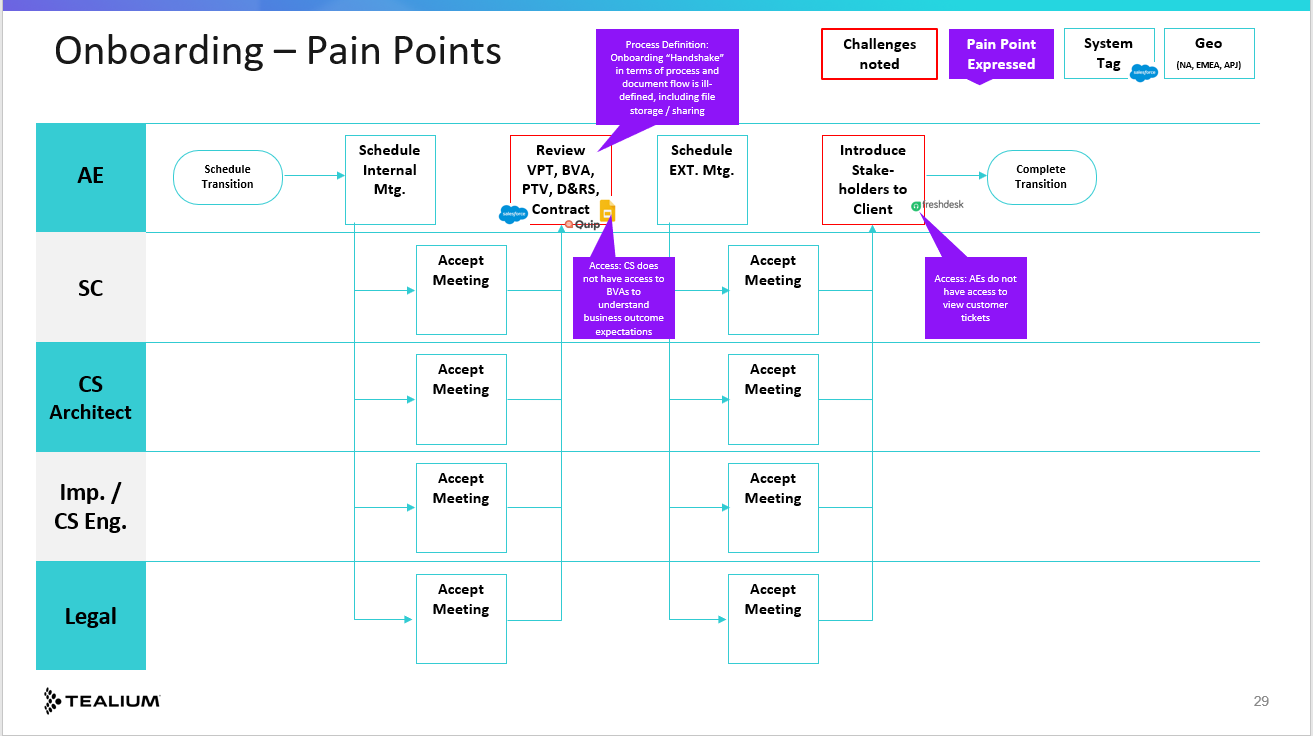 Onboarding – Pain Points
Process Definition:
Onboarding “Handshake”
in terms of process and
document flow is ill-
defined, including file
storage / sharing
Challenges
noted
Pain Point
Expressed
System
Tag
salesforce
Geo
(NA, EMEA, APJ)
AE
Schedule
Transition
Schedule
Internal
Mtg.
Review
VPT, BVA,
PTV, D&RS,
Contract
salesforce
Quip
Schedule
EXT. Mtg.
Introduce
Stake-
holders to
Client
freshdesk
Complete
Transition
SC
Accept
Meeting
Access: CS does
not have access to
BVAs to
understand
business outcome
expectations
Accept
Meeting
Access: AEs do not
have access to
view customer
tickets
CS
Architect
Accept
Meeting
Accept
Meeting
Imp. /
CS Eng.
Accept
Meeting
Accept
Meeting
Legal
Accept
Meeting
Accept
Meeting
TEALIUM
29